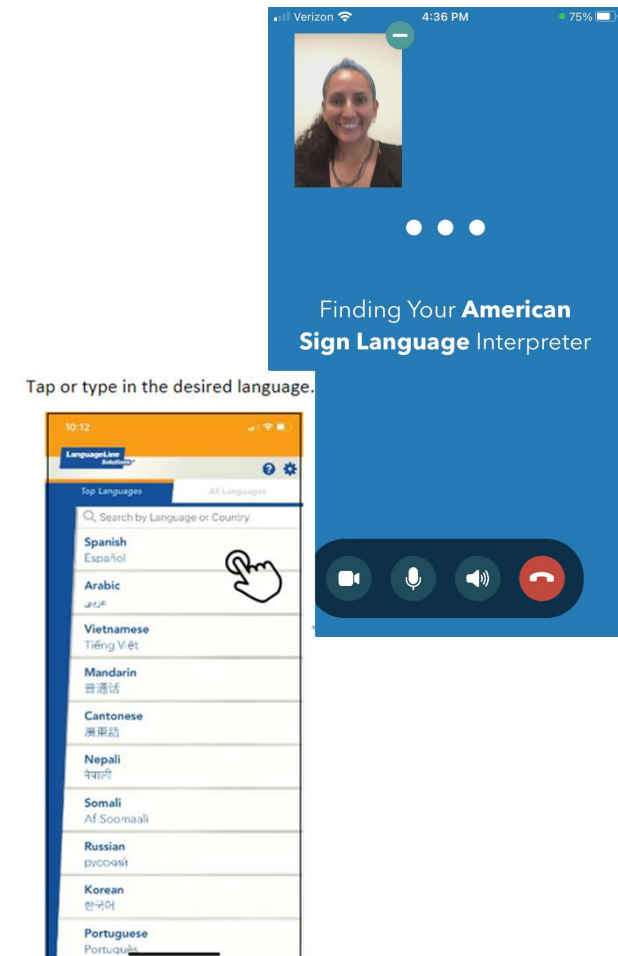 Verizon 4:36 PM 75%
Finding Your American
Sign Language Interpreter
Tap or type in the desired language.
10:12
LanguageLine
Solutions
Top Languages All Languages
Search by Language or Country
Spanish
Español
Arabic
عربي
Vietnamese
Tiếng Việt
Mandarin
普通话
Cantonese
廣東話
Nepali
नेपाली
Somali
Af Soomaali
Russian
русский
Korean
한국어
Portuguese
Português